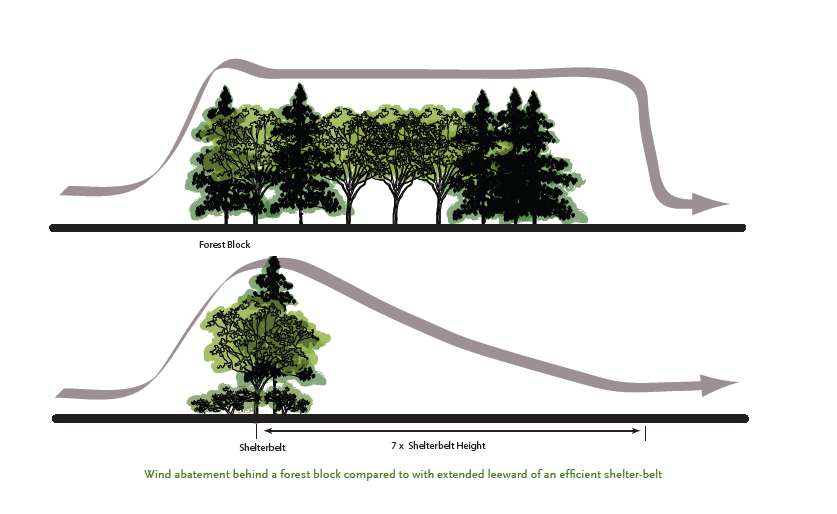 Forest Block
Shelterbelt
7 x Shelterbelt Height
Wind abatement behind a forest block compared to with extended leeward of an efficient shelter-belt